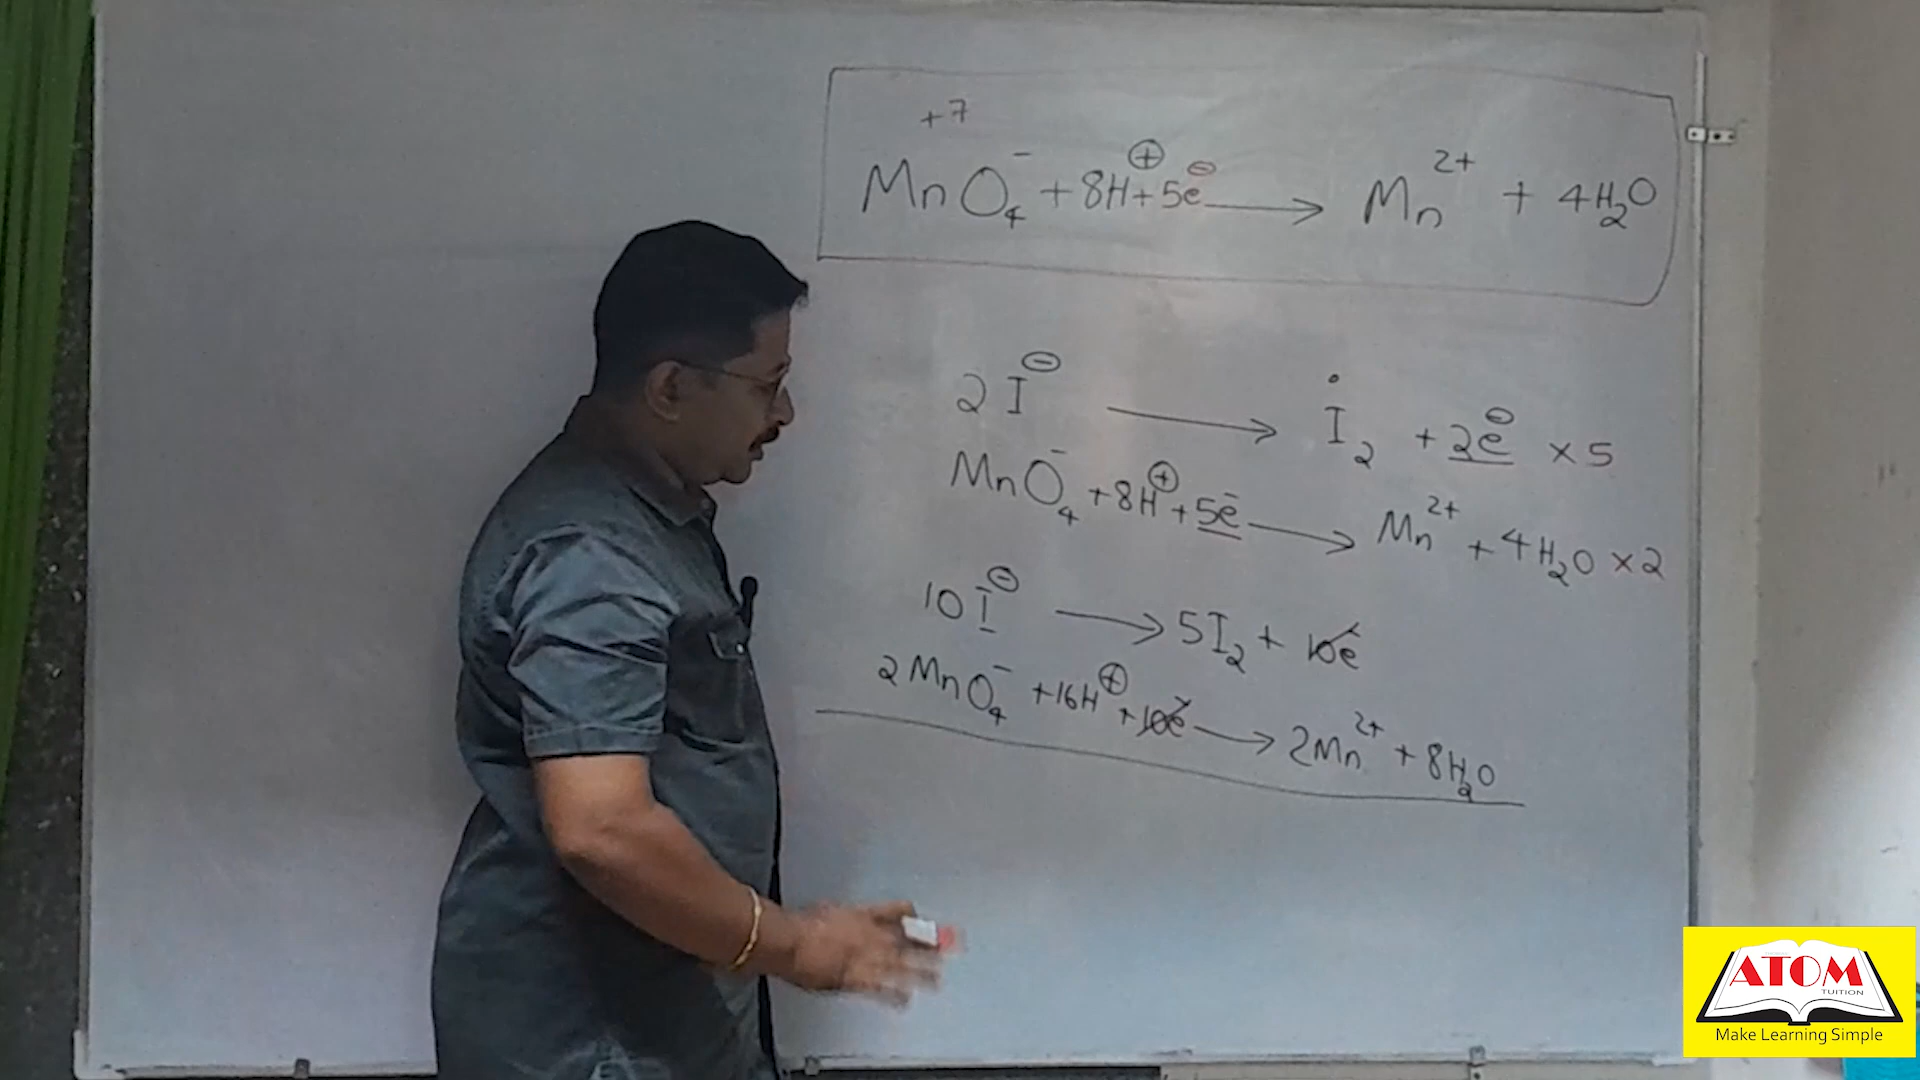 +7
MnO₄⁻ + 8H⊕ + 5e⊖ ⟶ Mn²⁺ + 4H₂O
2I⊖ ⟶ I₂ + 2e⊖ × 5
MnO₄⁻ + 8H⊕ + 5e⁻ ⟶ Mn²⁺ + 4H₂O × 2
10I⊖ ⟶ 5I₂ + 10e⁻
2MnO₄⁻ + 16H⊕ + 10e⁻ ⟶ 2Mn²⁺ + 8H₂O
ATOM
TUITION
Make Learning Simple